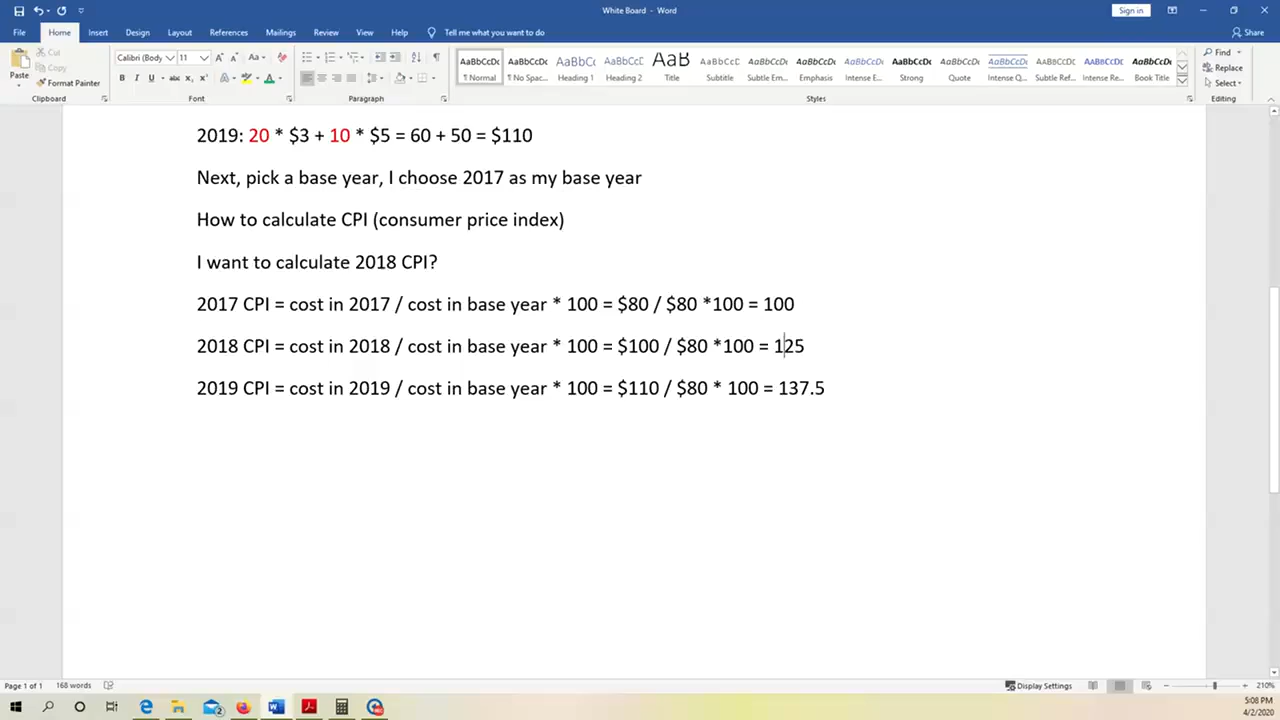 White Board - Word
Sign in
File Home Insert Design Layout References Mailings Review View Help Tell me what you want to do
Share
Paste
Cut
Copy
Format Painter
Clipboard
Calibri (Body 11
Font
Paragraph
AaBbCcDc AaBbCcDc AaBbCc AaBbCcC AaB AaBbCcD AaBbCcDc AaBbCcDc AaBbCcDc AaBbCcDc AaBbCcDc AaBbCcDc AaBbCcDc AaBbCcDc AaBbCcDc
¶ Normal ¶ No Spac... Heading 1 Heading 2 Title Subtitle Subtle Em... Emphasis Intense E... Strong Quote Intense Q... Subtle Ref... Intense Re... Book Title
Styles
Find
Replace
Select
Editing
2019: 20 * $3 + 10 * $5 = 60 + 50 = $110
Next, pick a base year, I choose 2017 as my base year
How to calculate CPI (consumer price index)
I want to calculate 2018 CPI?
2017 CPI = cost in 2017 / cost in base year * 100 = $80 / $80 *100 = 100
2018 CPI = cost in 2018 / cost in base year * 100 = $100 / $80 *100 = 125
2019 CPI = cost in 2019 / cost in base year * 100 = $110 / $80 * 100 = 137.5
Page 1 of 1 168 words
Display Settings
210%
5:08 PM
4/2/2020